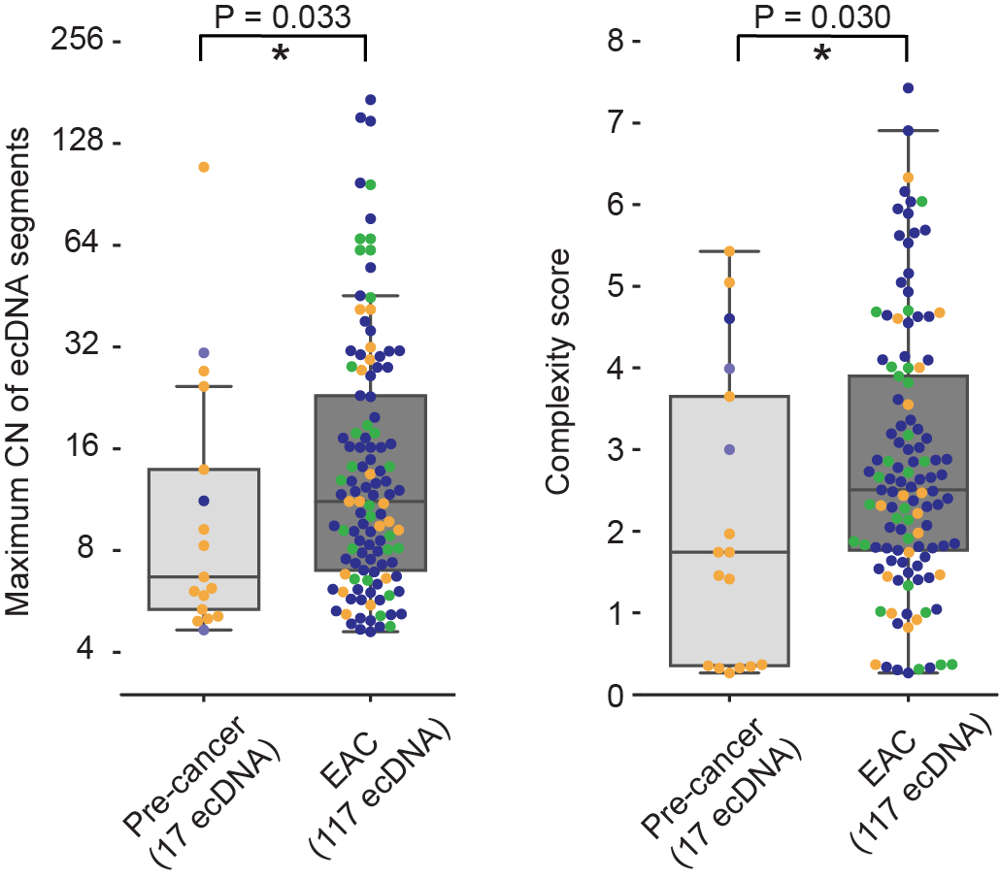 P = 0.033
*
256
128
64
32
16
8
4
Maximum CN of ecDNA segments
Pre-cancer
(17 ecDNA)
EAC
(117 ecDNA)
P = 0.030
*
8
7
6
5
4
3
2
1
0
Complexity score
Pre-cancer
(17 ecDNA)
EAC
(117 ecDNA)